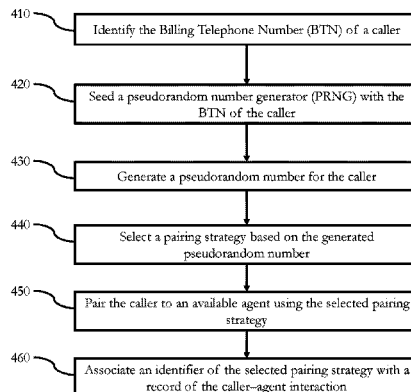 410
Identify the Billing Telephone Number (BTN) of a caller
420
Seed a pseudorandom number generator (PRNG) with the
BTN of the caller
430
Generate a pseudorandom number for the caller
440
Select a pairing strategy based on the generated
pseudorandom number
450
Pair the caller to an available agent using the selected pairing
strategy
460
Associate an identifier of the selected pairing strategy with a
record of the caller–agent interaction